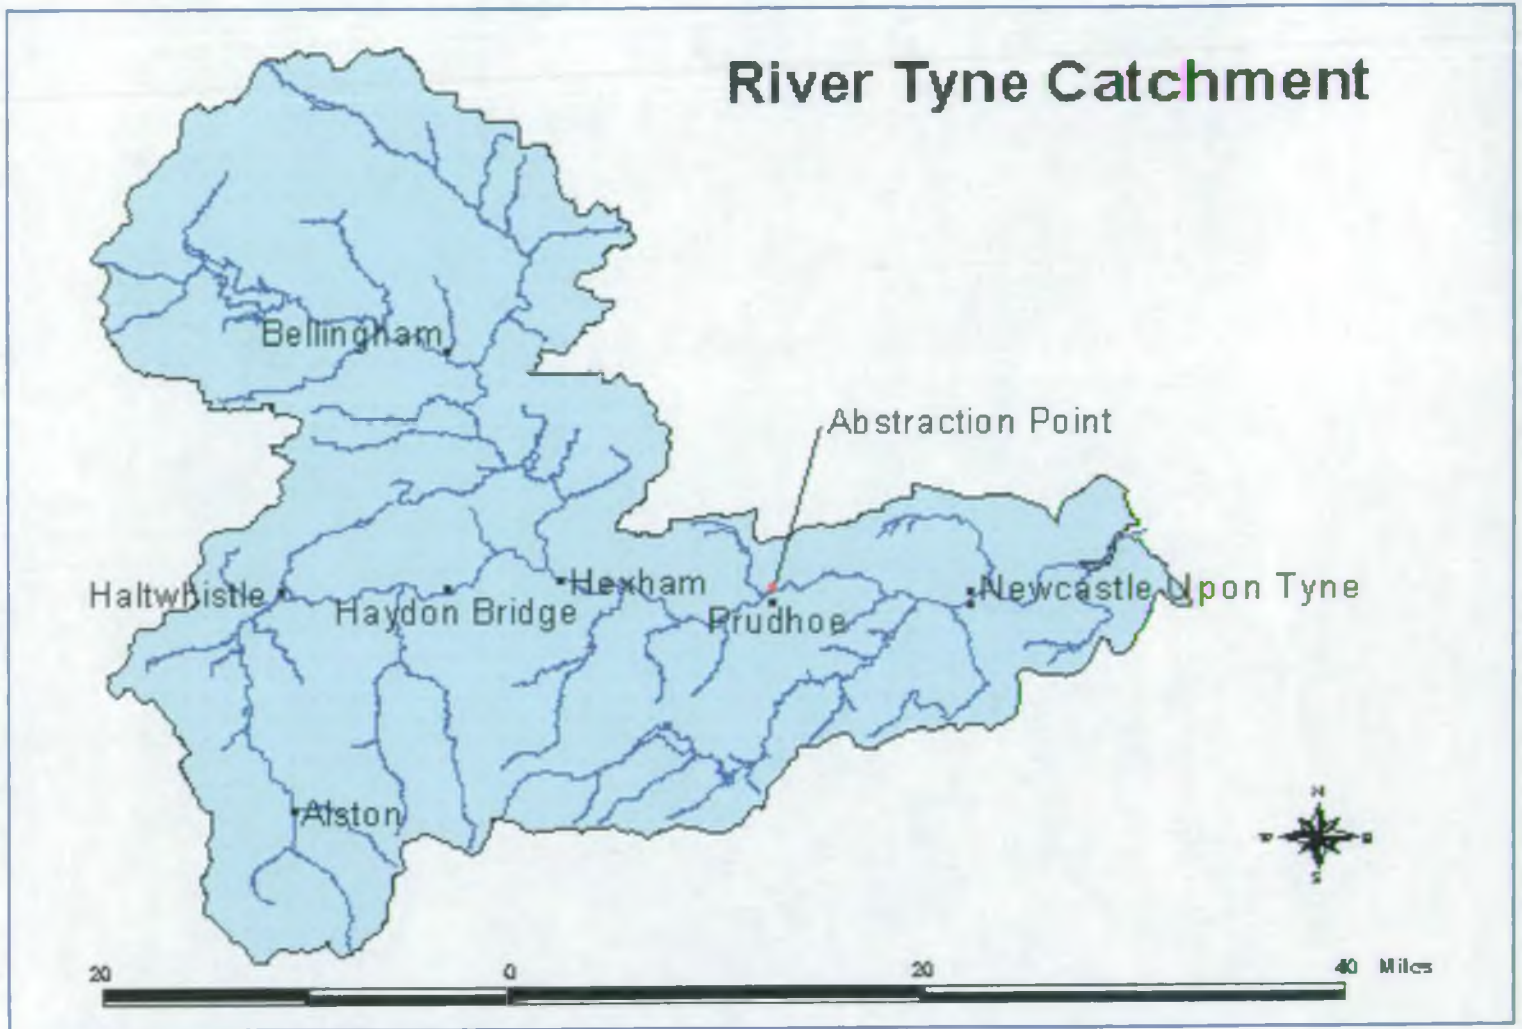 River Tyne Catchment
Bellingham
Abstraction Point
Haltwhistle
Haydon Bridge
Hexham
Prudhoe
Newcastle Upon Tyne
Alston
N
S
20 0 20 40 Miles